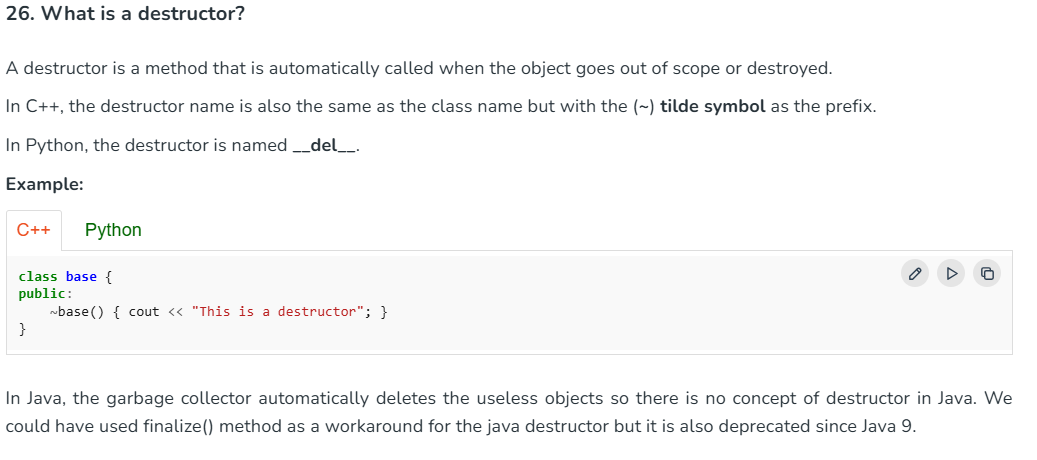 26. What is a destructor?
A destructor is a method that is automatically called when the object goes out of scope or destroyed.
In C++, the destructor name is also the same as the class name but with the (~) tilde symbol as the prefix.
In Python, the destructor is named __del__.
Example:
C++ Python
class base {
public:
    ~base() { cout << "This is a destructor"; }
}
In Java, the garbage collector automatically deletes the useless objects so there is no concept of destructor in Java. We
could have used finalize() method as a workaround for the java destructor but it is also deprecated since Java 9.